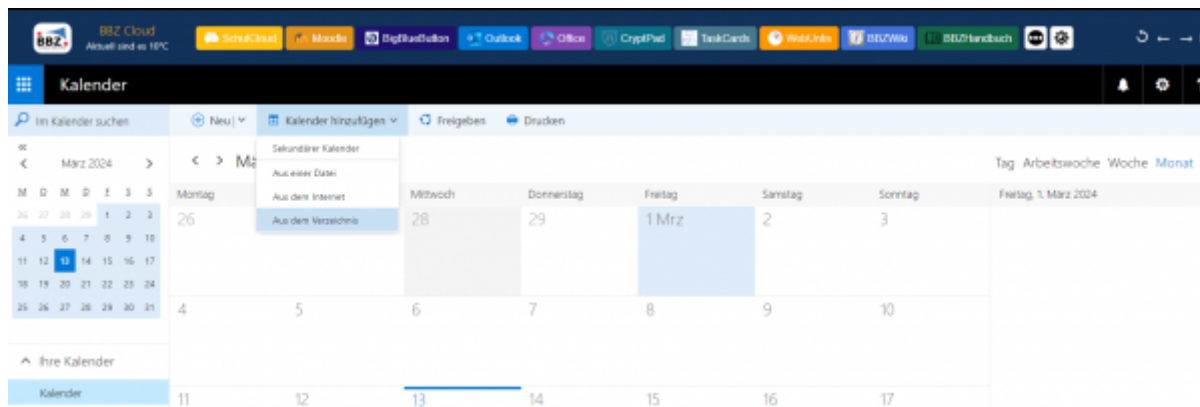 BBZ
BBZ Cloud
Aktuell sind es 10°C
SchulCloud
Moodle
BigBlueButton
Outlook
Office
CryptPad
TaskCards
WebUntis
BBZWiki
BBZHandbuch
Kalender
Im Kalender suchen
Neu
Kalender hinzufügen
Freigeben
Drucken
Sekundärer Kalender
Aus einer Datei
Aus dem Internet
Aus dem Verzeichnis
März 2024
Tag Arbeitswoche Woche Monat
M D M D F S S
26 27 28 29 1 2 3
4 5 6 7 8 9 10
11 12 13 14 15 16 17
18 19 20 21 22 23 24
25 26 27 28 29 30 31
Montag Mittwoch Donnerstag Freitag Samstag Sonntag
Freitag, 1. März 2024
26 28 29 1 Mrz 2 3
4 5 6 7 8 9 10
11 12 13 14 15 16 17
Ihre Kalender
Kalender